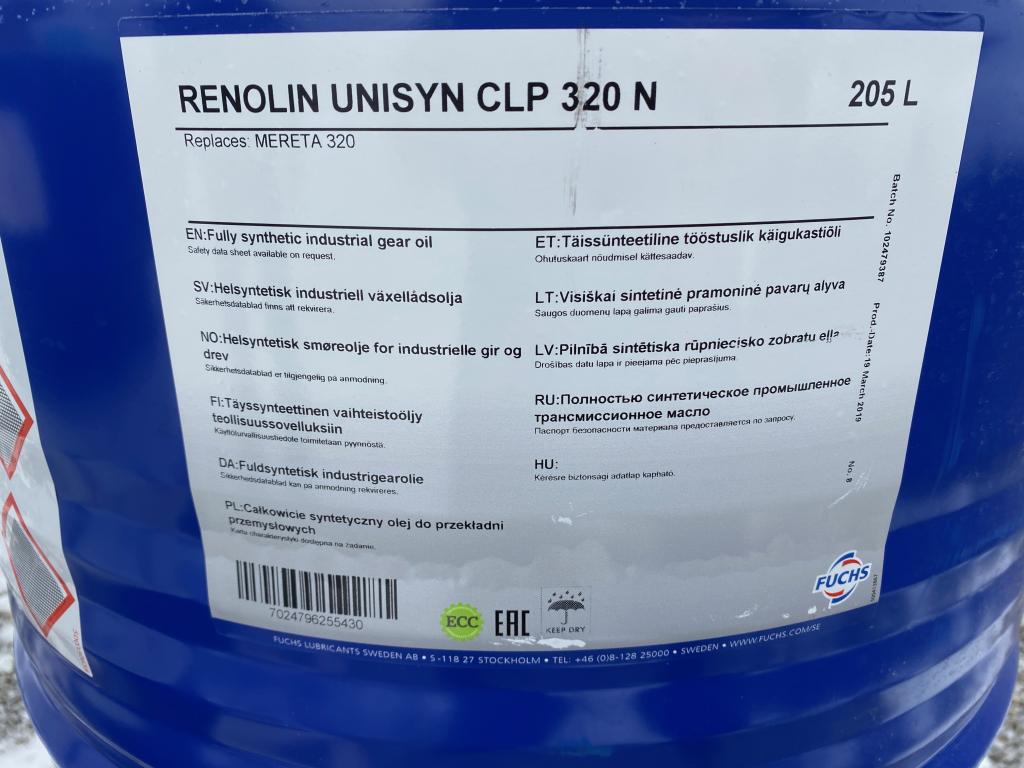 RENOLIN UNISYN CLP 320 N
205 L
Replaces: MERETA 320
EN:Fully synthetic industrial gear oil
Safety data sheet available on request.
SV:Helsyntetisk industriell växellådsolja
Säkerhetsdatablad finns att rekvirera.
NO:Helsyntetisk smøreolje for industrielle gir og
drev
Sikkerhetsdatablad er tilgjengelig på anmodning.
FI:Täyssynteettinen vaihteistoöljy
teollisuussovelluksiin
Käyttöturvallisuustiedote toimitetaan pyynnöstä.
DA:Fuldsyntetisk industrigearolie
Sikkerhedsdatablad kan på anmodning rekvireres.
PL:Całkowicie syntetyczny olej do przekładni
przemysłowych
Karta charakterystyki dostępna na żądanie.
ET:Täissünteetiline tööstuslik käigukastiõli
Ohutuskaart nõudmisel kättesaadav.
LT:Visiškai sintetinė pramoninė pavarų alyva
Saugos duomenų lapą galima gauti paprašius.
LV:Pilnībā sintētiska rūpniecisko zobratu eļļa
Drošības datu lapa ir pieejama pēc pieprasījuma.
RU:Полностью синтетическое промышленное
трансмиссионное масло
Паспорт безопасности материала предоставляется по запросу.
HU:
Kérésre biztonsági adatlap kapható.
Batch No. 102479387
Prod.-Date:19 March 2019
No. 8
7024796255430
ECC
EAC
KEEP DRY
FUCHS
FUCHS LUBRICANTS SWEDEN AB • S-118 27 STOCKHOLM • TEL: +46 (0)8-128 25000 • SWEDEN • WWW.FUCHS.COM/SE